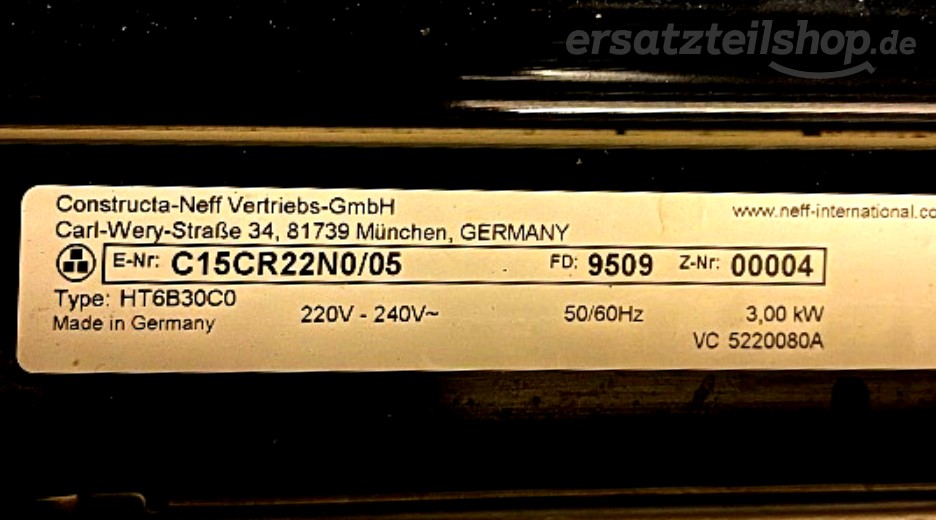 ersatzteilshop.de
Constructa-Neff Vertriebs-GmbH
www.neff-international.co
Carl-Wery-Straße 34, 81739 München, GERMANY
E-Nr: C15CR22N0/05 FD: 9509 Z-Nr: 00004
Type: HT6B30C0
Made in Germany 220V - 240V~ 50/60Hz 3,00 kW
VC 5220080A